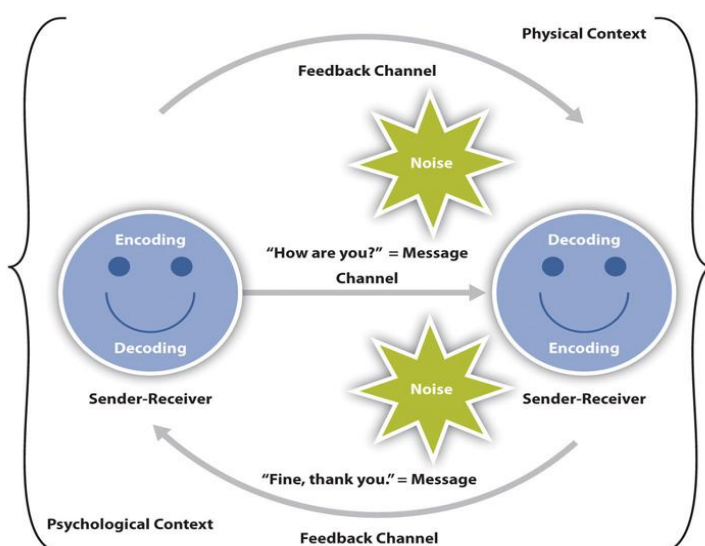 Physical Context
Feedback Channel
Noise
Encoding
Decoding
"How are you?" = Message
Channel
Decoding
Encoding
Sender-Receiver
Noise
Sender-Receiver
"Fine, thank you." = Message
Psychological Context
Feedback Channel